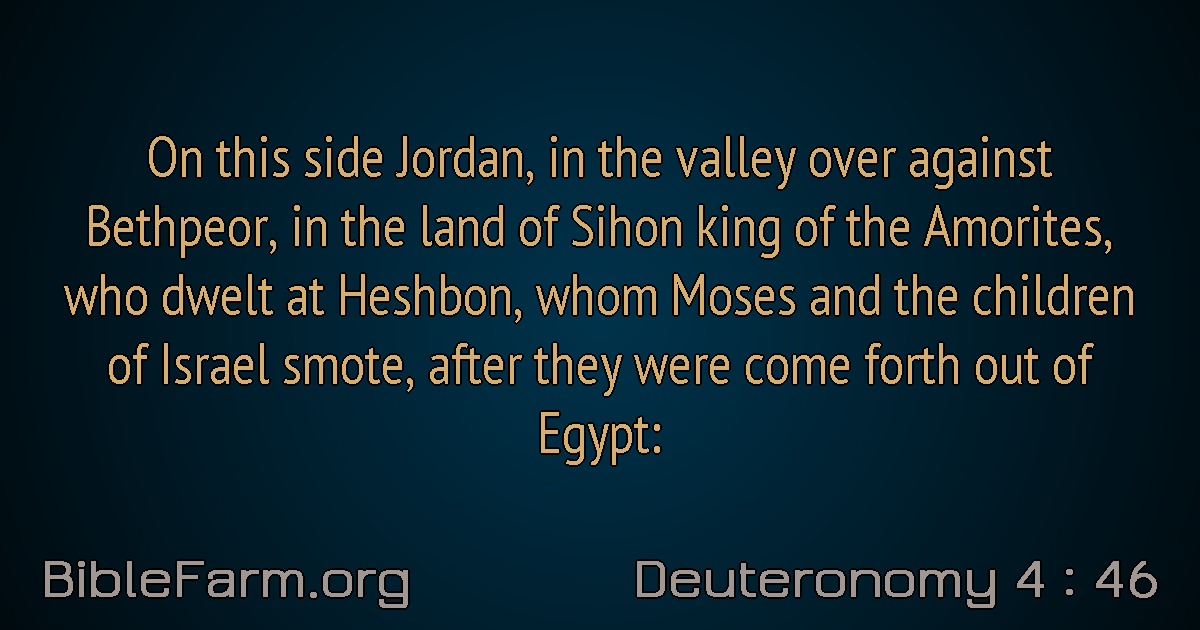 On this side Jordan, in the valley over against
Bethpeor, in the land of Sihon king of the Amorites,
who dwelt at Heshbon, whom Moses and the children
of Israel smote, after they were come forth out of
Egypt:
BibleFarm.org
Deuteronomy 4 : 46